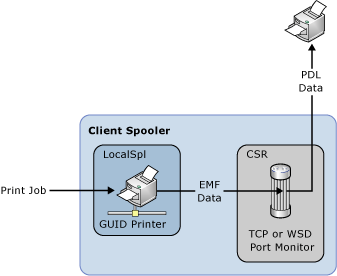 PDL
Data
Client Spooler
LocalSpl
CSR
Print Job
EMF
Data
GUID Printer
TCP or WSD
Port Monitor